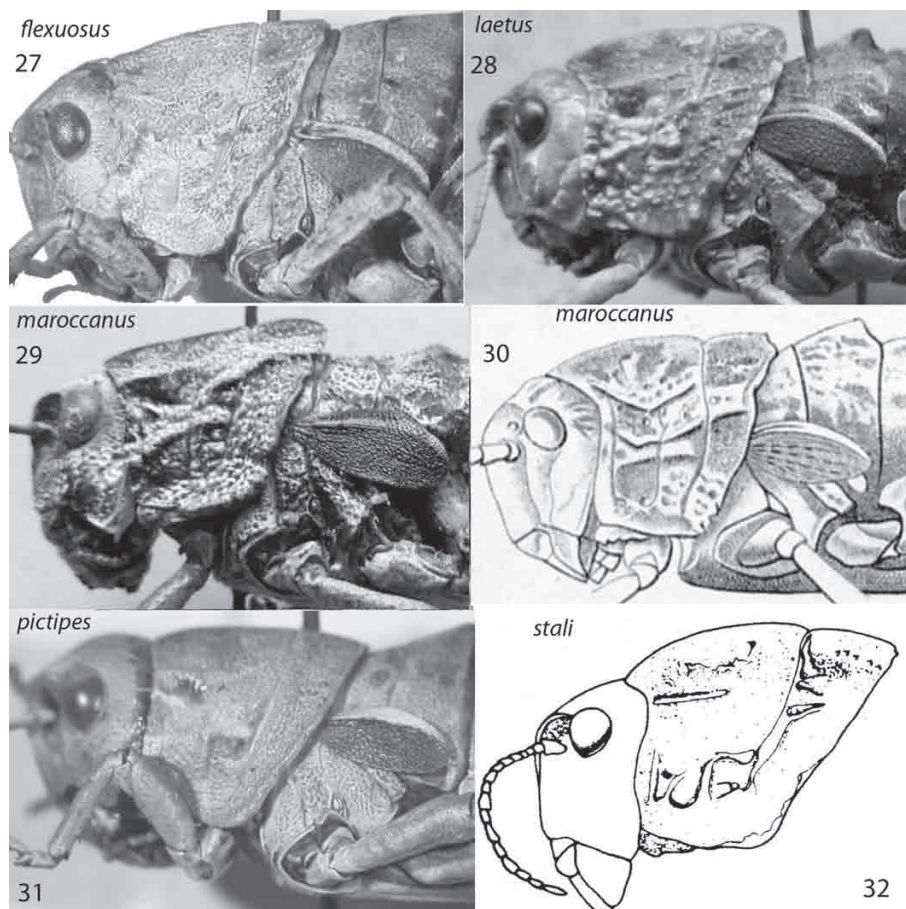 flexuosus
27
laetus
28
maroccanus
29
maroccanus
30
pictipes
31
stali
32